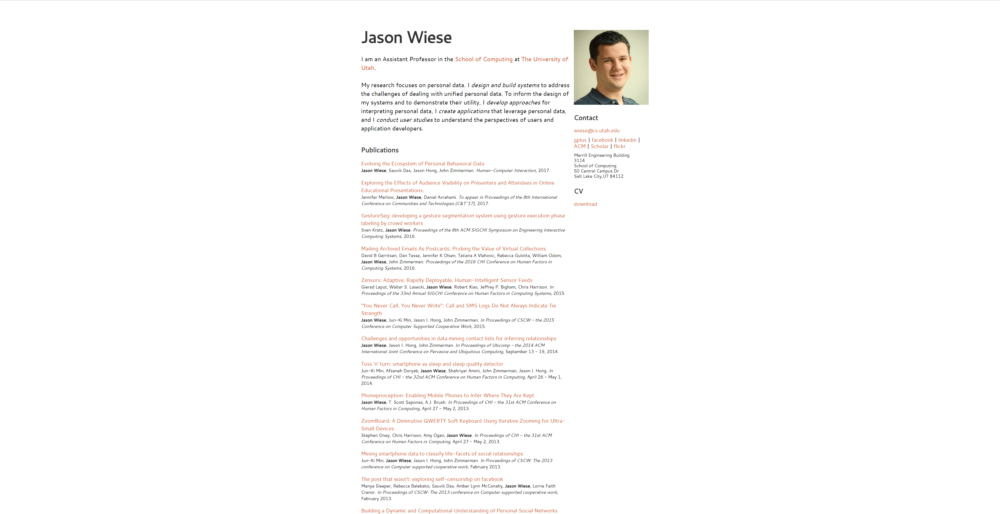 Jason Wiese
I am an Assistant Professor in the School of Computing at The University of
Utah.
My research focuses on personal data. I design and build systems to address
the challenges of dealing with unified personal data. To inform the design of
my systems and to demonstrate their utility, I develop approaches for
interpreting personal data, I create applications that leverage personal data,
and I conduct user studies to understand the perspectives of users and
application developers.
Publications
Evolving the Ecosystem of Personal Behavioral Data
Jason Wiese, Sauvik Das, Jason Hong, John Zimmerman. Human-Computer Interaction, 2017.
Exploring the Effects of Audience Visibility on Presenters and Attendees in Online
Educational Presentations.
Jennifer Marlow, Jason Wiese, Daniel Avrahami. To appear in Proceedings of the 8th International
Conference on Communities and Technologies (C&T '17), 2017.
GestureSeg: developing a gesture segmentation system using gesture execution phase
labeling by crowd workers
Sven Kratz, Jason Wiese. Proceedings of the 8th ACM SIGCHI Symposium on Engineering Interactive
Computing Systems, 2016.
Mailing Archived Emails As Postcards: Probing the Value of Virtual Collections
David B Gerritsen, Dan Tasse, Jennifer K Olsen, Tatiana A Vlahovic, Rebecca Gulotta, William Odom,
Jason Wiese, John Zimmerman. Proceedings of the 2016 CHI Conference on Human Factors in
Computing Systems, 2016.
Zensors: Adaptive, Rapidly Deployable, Human-Intelligent Sensor Feeds
Gierad Laput, Walter S. Lasecki, Jason Wiese, Robert Xiao, Jeffrey P. Bigham, Chris Harrison. In
Proceedings of the 33nd Annual SIGCHI Conference on Human Factors in Computing Systems, 2015.
"You Never Call, You Never Write": Call and SMS Logs Do Not Always Indicate Tie
Strength
Jason Wiese, Jun-Ki Min, Jason I. Hong, John Zimmerman. In Proceedings of CSCW - the 2015
Conference on Computer Supported Cooperative Work, 2015.
Challenges and opportunities in data mining contact lists for inferring relationships
Jason Wiese, Jason I. Hong, John Zimmerman. In Proceedings of Ubicomp - the 2014 ACM
International Joint Conference on Pervasive and Ubiquitous Computing, September 13 - 19, 2014.
Toss 'n' turn: smartphone as sleep and sleep quality detector
Jun-Ki Min, Afsaneh Doryab, Jason Wiese, Shahriyar Amini, John Zimmerman, Jason I. Hong. In
Proceedings of CHI - the 32nd ACM Conference on Human Factors in Computing, April 26 - May 1,
2014.
Phoneprioception: Enabling Mobile Phones to Infer Where They Are Kept
Jason Wiese, T. Scott Saponas, A.J. Brush. In Proceedings of CHI - the 31st ACM Conference on
Human Factors in Computing, April 27 - May 2, 2013.
ZoomBoard: A Diminutive QWERTY Soft Keyboard Using Iterative Zooming for Ultra-
Small Devices
Stephen Oney, Chris Harrison, Amy Ogan, Jason Wiese. In Proceedings of CHI - the 31st ACM
Conference on Human Factors in Computing, April 27 - May 2, 2013.
Mining smartphone data to classify life-facets of social relationships
Jun-Ki Min, Jason Wiese, Jason I. Hong, John Zimmerman. In Proceedings of CSCW: The 2013
conference on Computer supported cooperative work, February 2013.
The post that wasn't: exploring self-censorship on facebook
Manya Sleeper, Rebecca Balebako, Sauvik Das, Amber Lynn McConahy, Jason Wiese, Lorrie Faith
Cranor. In Proceedings of CSCW: The 2013 conference on Computer supported cooperative work,
February 2013.
Building a Dynamic and Computational Understanding of Personal Social Networks
Contact
wiese@cs.utah.edu
gplus | facebook | linkedin |
ACM | Scholar | flickr
Merrill Engineering Building
3114
School of Computing
50 Central Campus Dr
Salt Lake City,UT 84112
CV
download